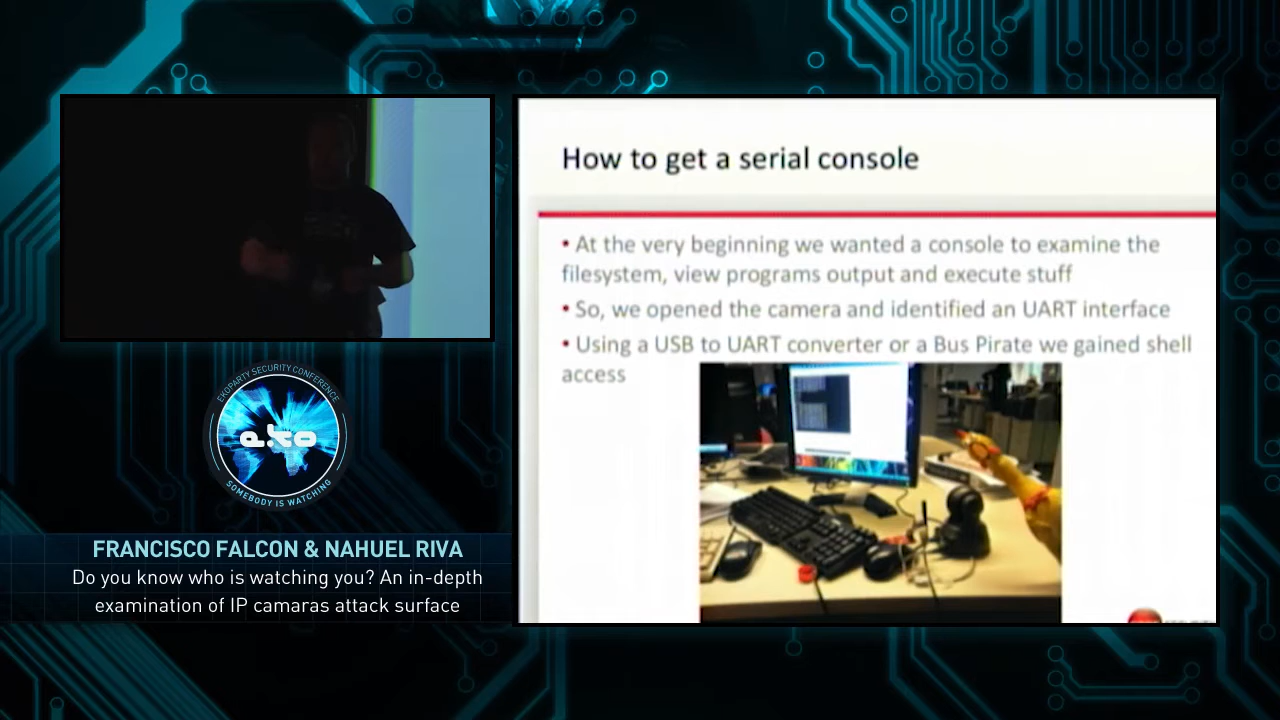 How to get a serial console
• At the very beginning we wanted a console to examine the
filesystem, view programs output and execute stuff
• So, we opened the camera and identified an UART interface
• Using a USB to UART converter or a Bus Pirate we gained shell
access
EKOPARTY SECURITY CONFERENCE
eko
SOMEBODY IS WATCHING
FRANCISCO FALCON & NAHUEL RIVA
Do you know who is watching you? An in-depth
examination of IP camaras attack surface